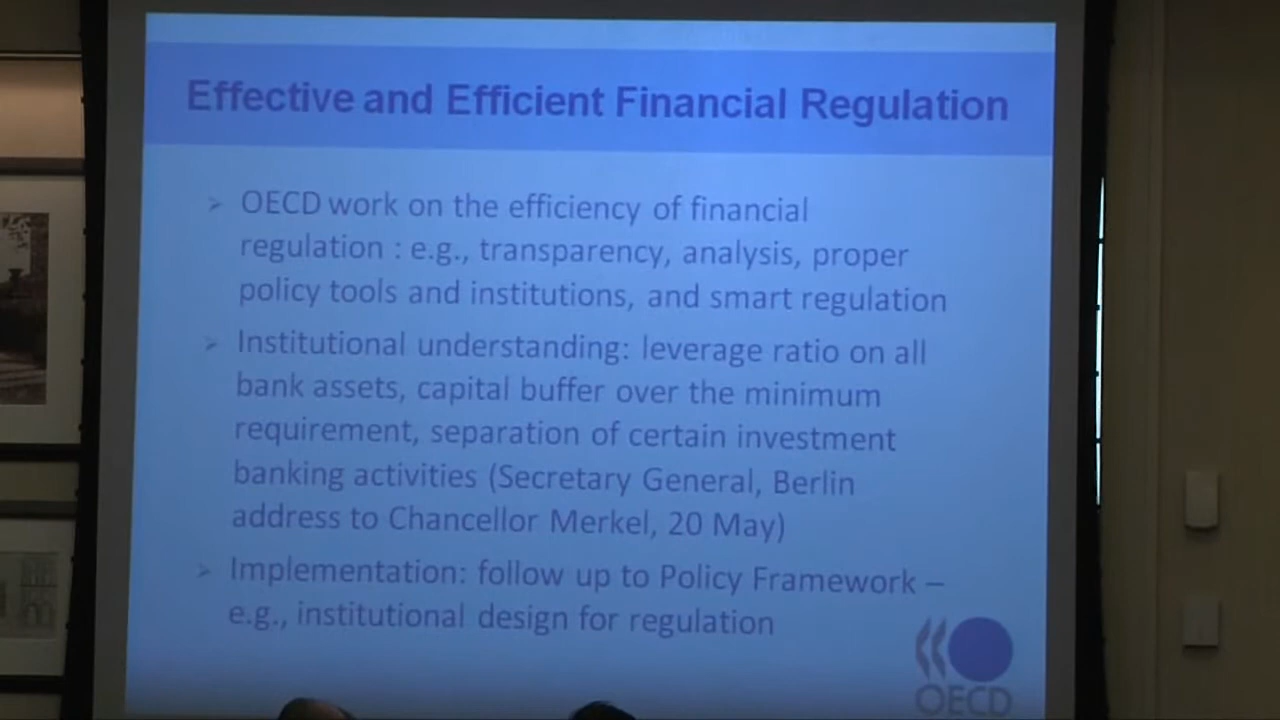 Effective and Efficient Financial Regulation
➢ OECD work on the efficiency of financial
regulation : e.g., transparency, analysis, proper
policy tools and institutions, and smart regulation
➢ Institutional understanding: leverage ratio on all
bank assets, capital buffer over the minimum
requirement, separation of certain investment
banking activities (Secretary General, Berlin
address to Chancellor Merkel, 20 May)
➢ Implementation: follow up to Policy Framework –
e.g., institutional design for regulation
OECD